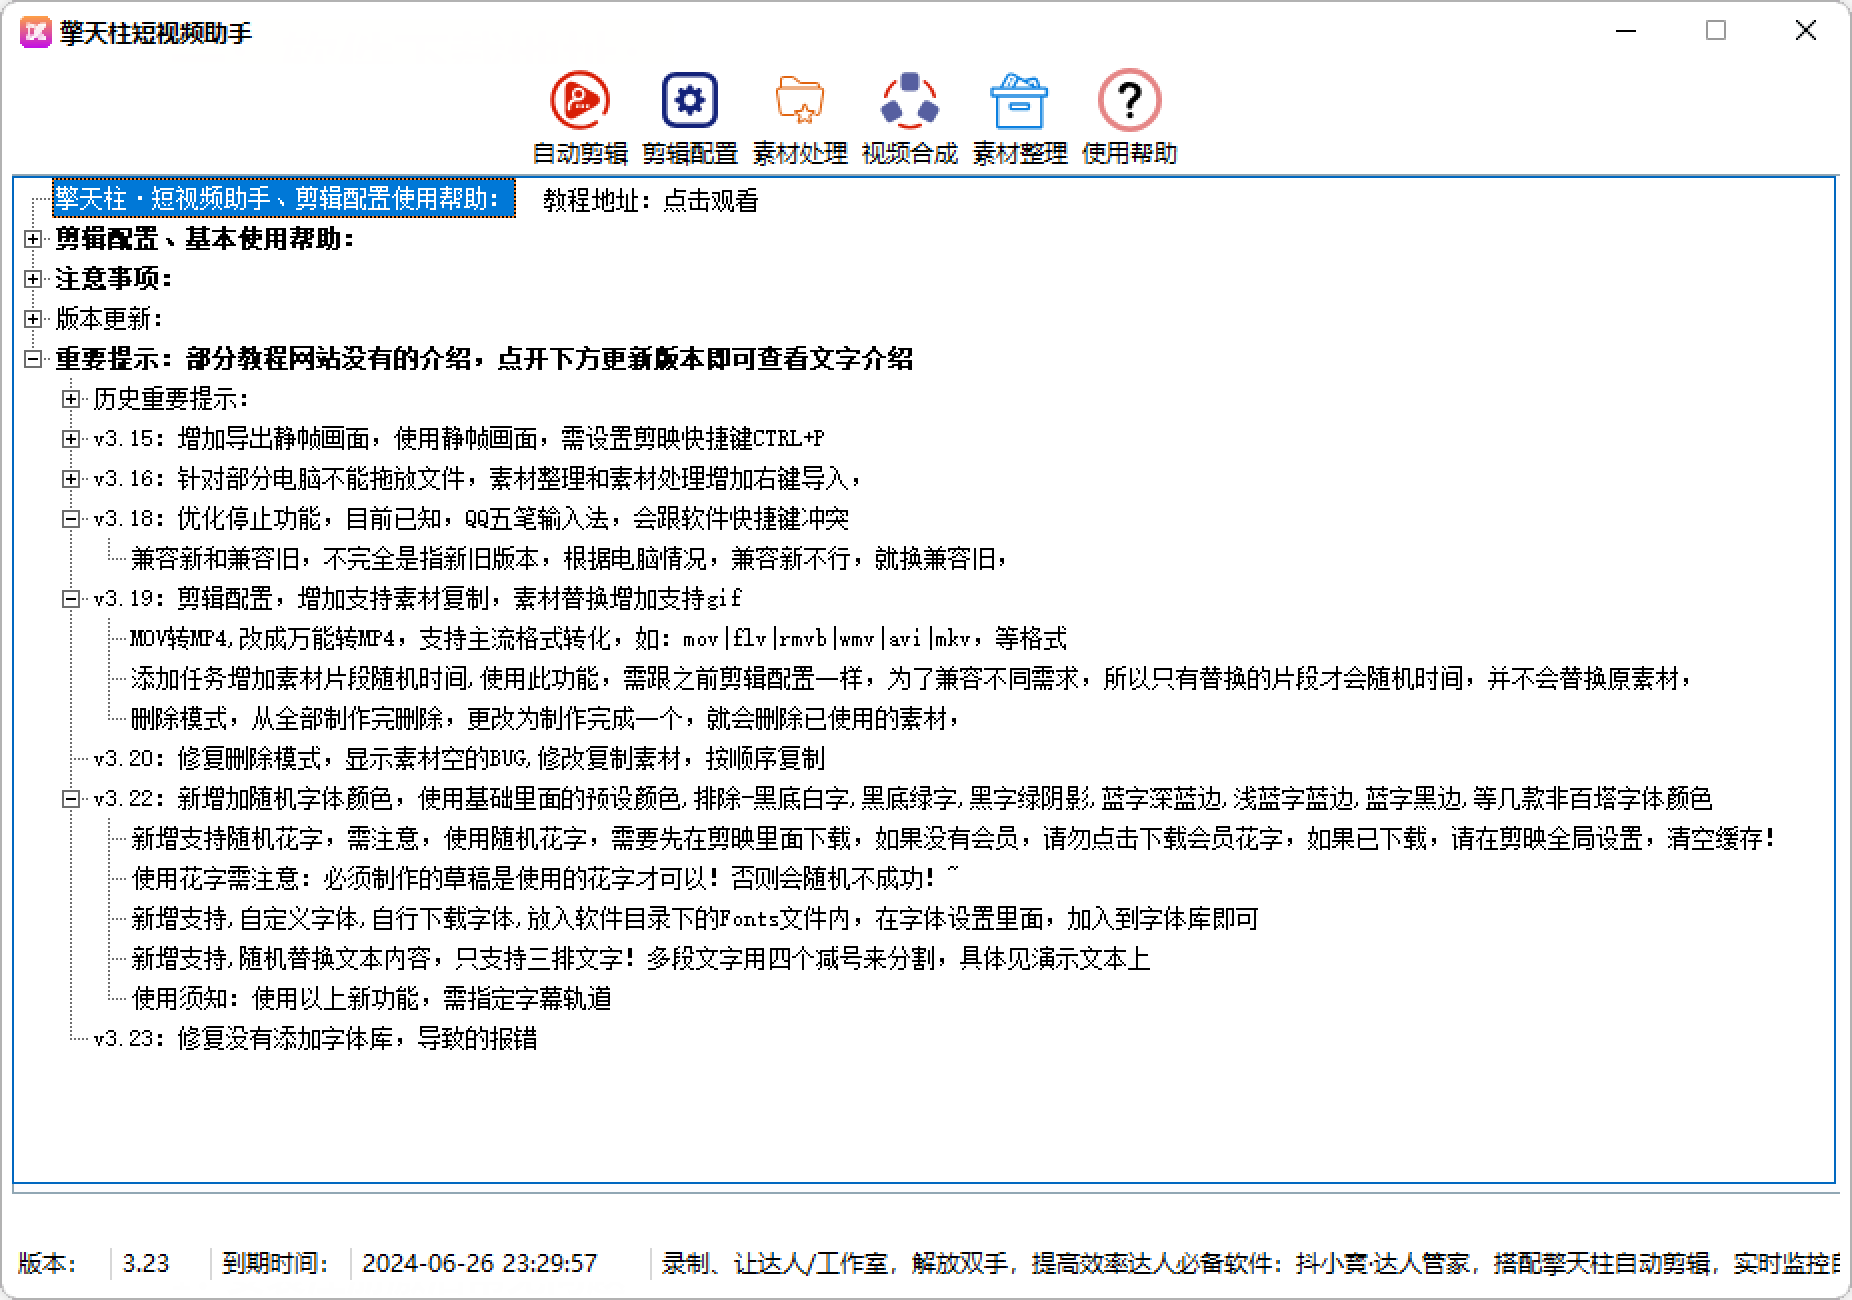 擎天柱短视频助手
自动剪辑 剪辑配置 素材处理 视频合成 素材整理 使用帮助
擎天柱·短视频助手、剪辑配置使用帮助： 教程地址：点击观看
剪辑配置、基本使用帮助：
注意事项：
版本更新：
重要提示：部分教程网站没有的介绍，点开下方更新版本即可查看文字介绍
历史重要提示：
v3.15：增加导出静帧画面，使用静帧画面，需设置剪映快捷键CTRL+P
v3.16：针对部分电脑不能拖放文件，素材整理和素材处理增加右键导入，
v3.18：优化停止功能，目前已知，QQ五笔输入法，会跟软件快捷键冲突
兼容新和兼容旧，不完全是指新旧版本，根据电脑情况，兼容新不行，就换兼容旧，
v3.19：剪辑配置，增加支持素材复制，素材替换增加支持gif
MOV转MP4,改成万能转MP4，支持主流格式转化，如：mov|flv|rmvb|wmv|avi|mkv，等格式
添加任务增加素材片段随机时间,使用此功能，需跟之前剪辑配置一样，为了兼容不同需求，所以只有替换的片段才会随机时间，并不会替换原素材，
删除模式，从全部制作完删除，更改为制作完成一个，就会删除已使用的素材，
v3.20：修复删除模式，显示素材空的BUG,修改复制素材，按顺序复制
v3.22：新增加随机字体颜色，使用基础里面的预设颜色,排除-黑底白字,黑底绿字,黑字绿阴影,蓝字深蓝边,浅蓝字蓝边,蓝字黑边,等几款非百搭字体颜色
新增支持随机花字，需注意，使用随机花字，需要先在剪映里面下载，如果没有会员，请勿点击下载会员花字，如果已下载，请在剪映全局设置，清空缓存！
使用花字需注意：必须制作的草稿是使用的花字才可以！否则会随机不成功！~
新增支持,自定义字体,自行下载字体,放入软件目录下的Fonts文件内，在字体设置里面，加入到字体库即可
新增支持,随机替换文本内容，只支持三排文字！多段文字用四个减号来分割，具体见演示文本上
使用须知：使用以上新功能，需指定字幕轨道
v3.23：修复没有添加字体库，导致的报错
版本： 3.23 到期时间： 2024-06-26 23:29:57 录制、让达人/工作室，解放双手，提高效率达人必备软件：抖小宽·达人管家，搭配擎天柱自动剪辑，实时监控